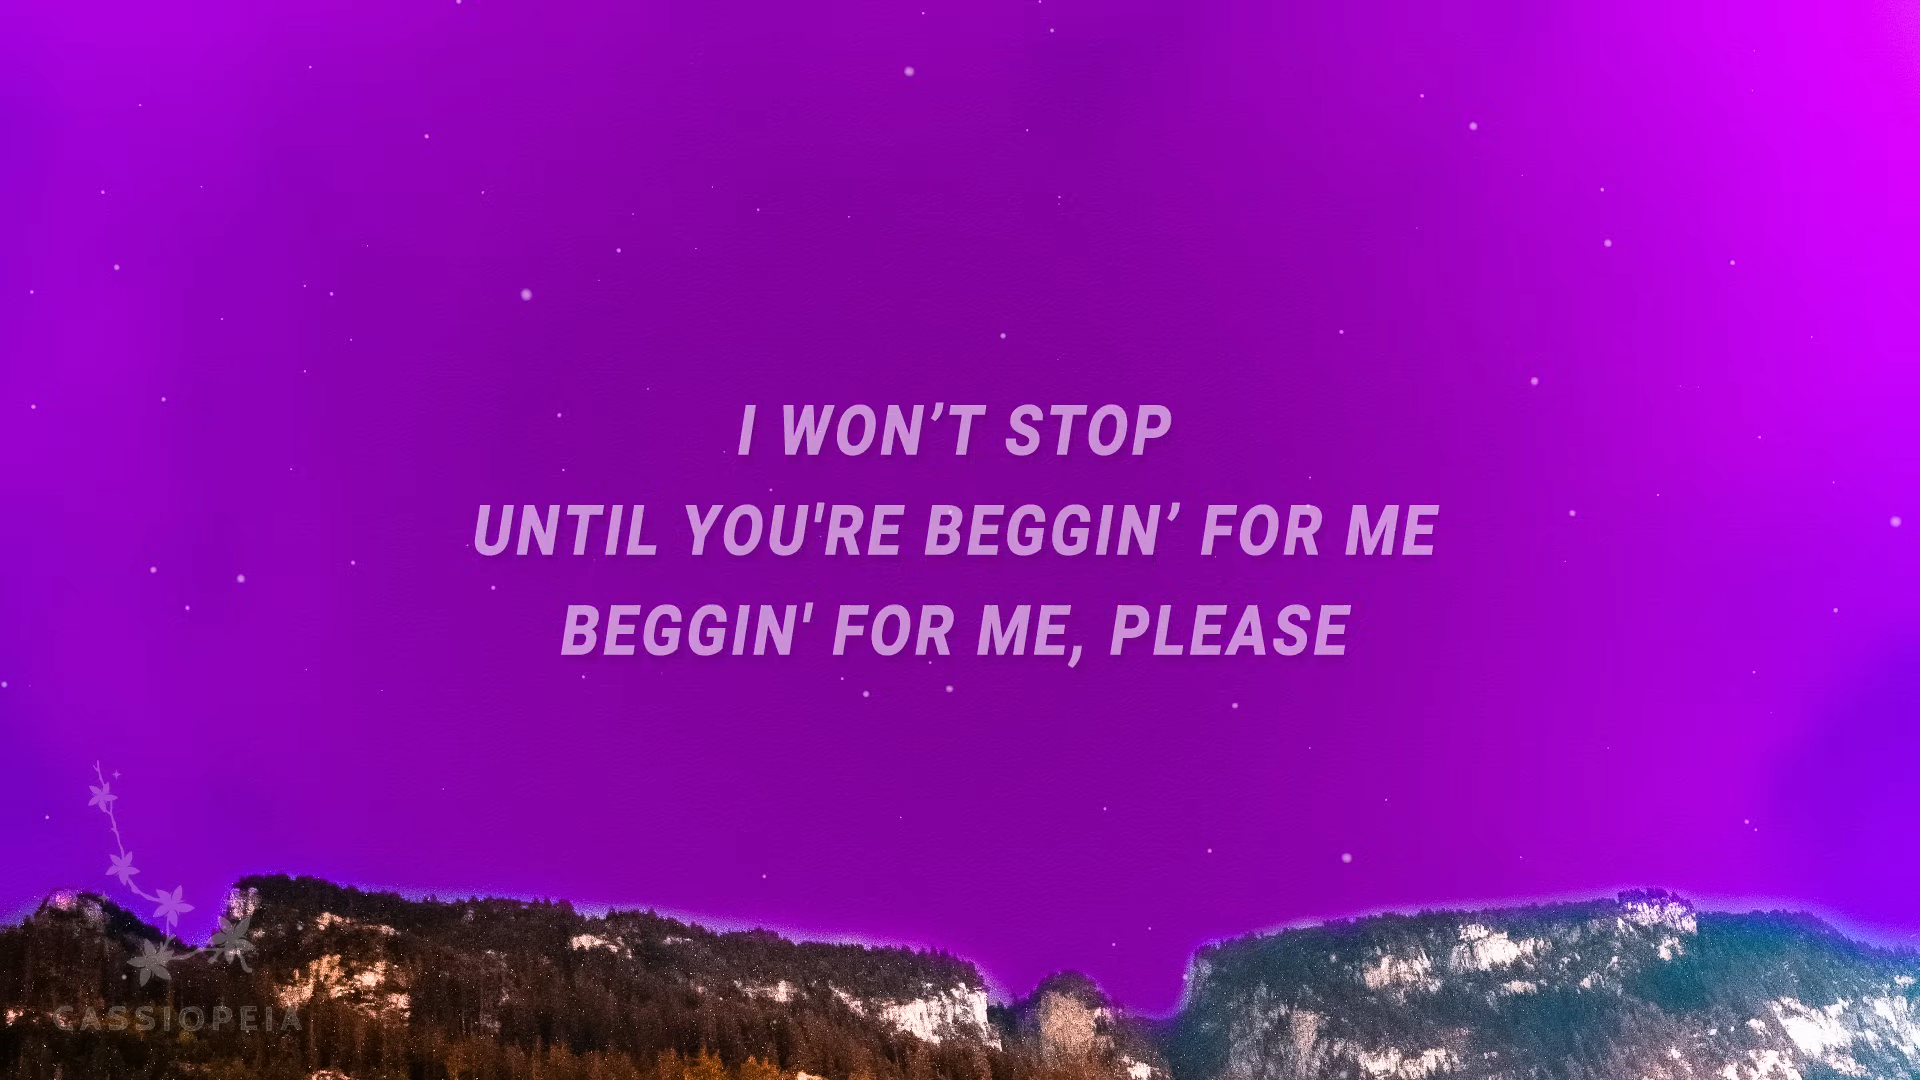 I WON’T STOP
UNTIL YOU'RE BEGGIN’ FOR ME
BEGGIN' FOR ME, PLEASE
CASSIOPEIA